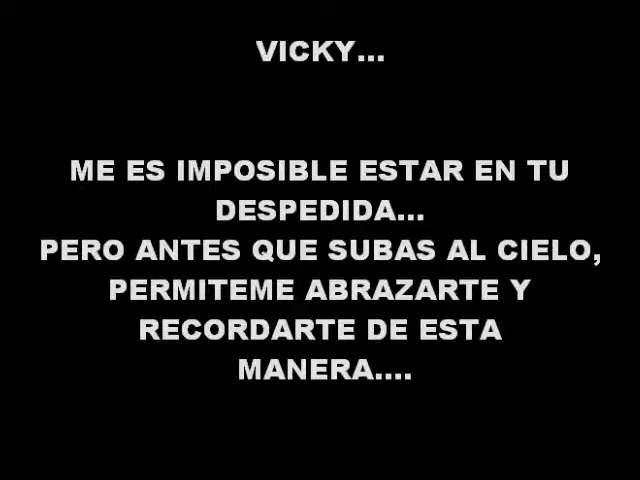 VICKY...
ME ES IMPOSIBLE ESTAR EN TU
DESPEDIDA...
PERO ANTES QUE SUBAS AL CIELO,
PERMITEME ABRAZARTE Y
RECORDARTE DE ESTA
MANERA....